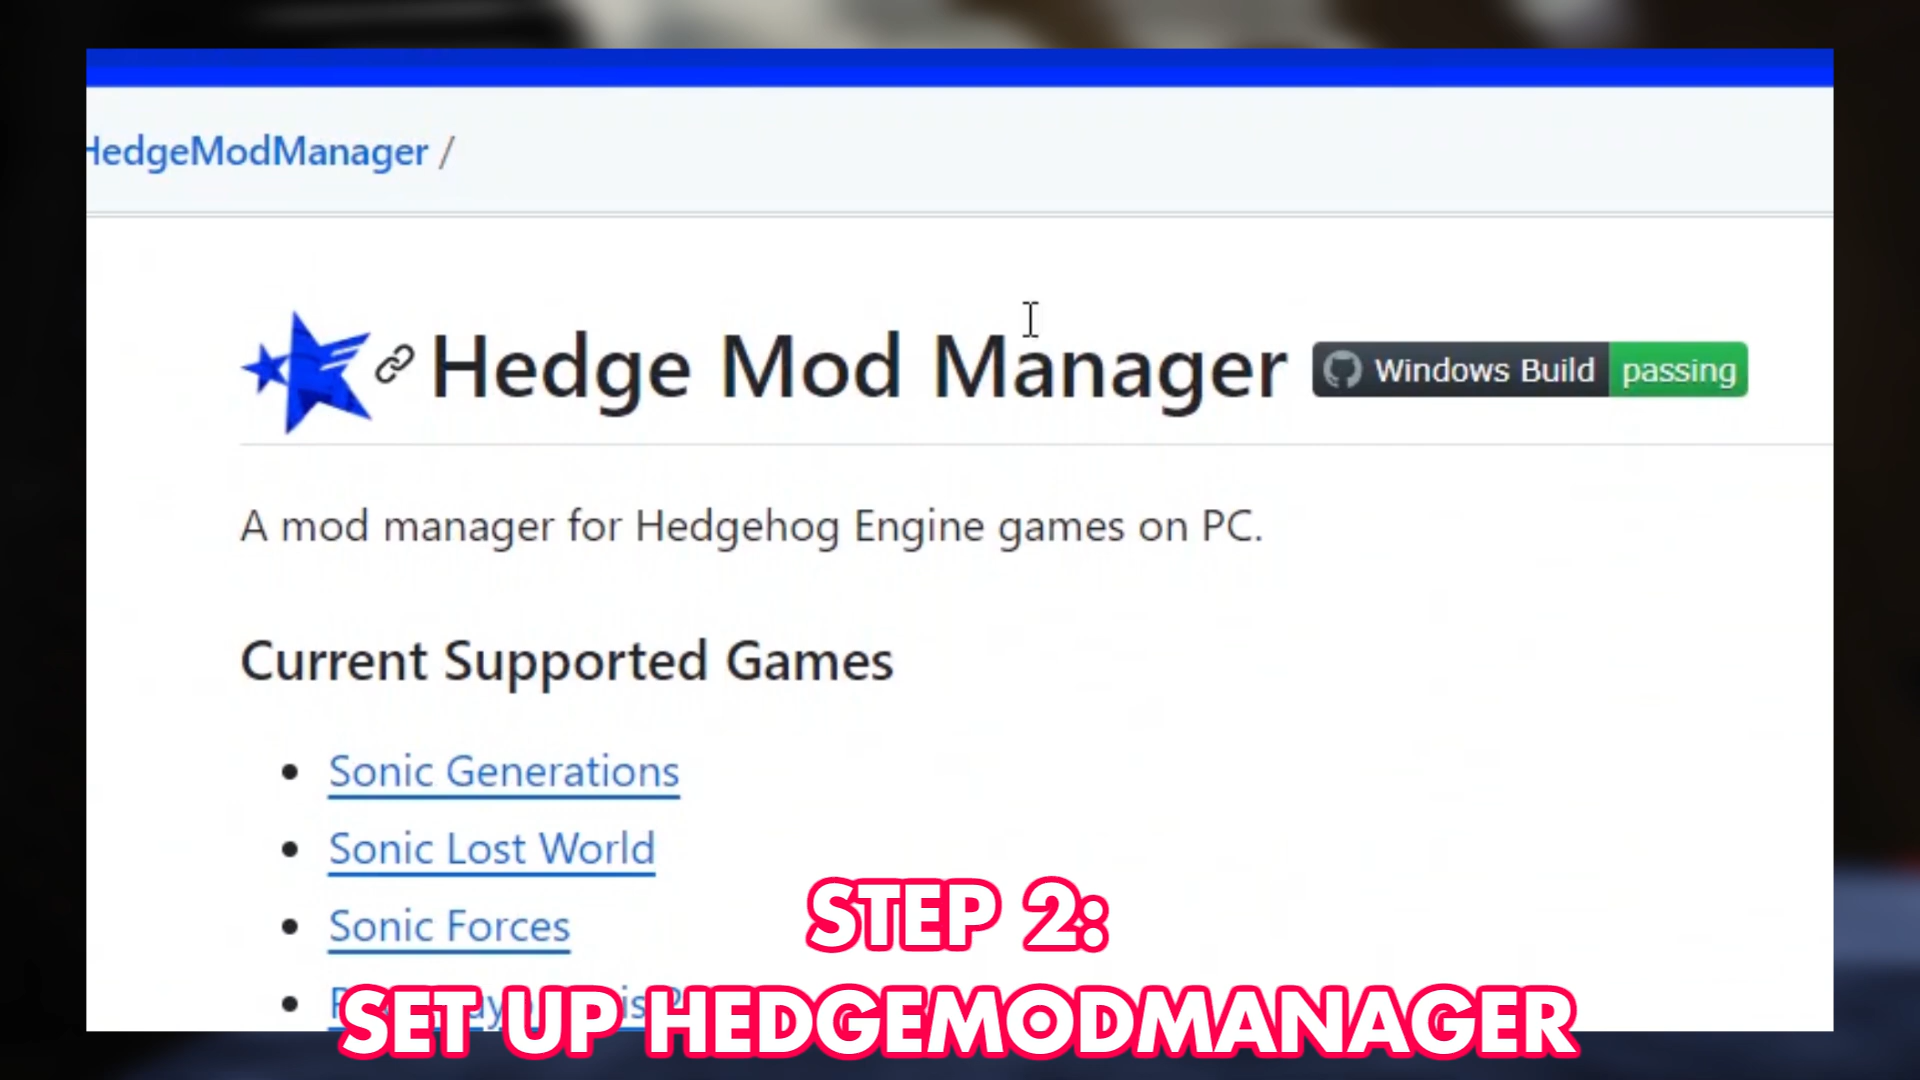 HedgeModManager /
Hedge Mod Manager Windows Build passing
A mod manager for Hedgehog Engine games on PC.
Current Supported Games
Sonic Generations
Sonic Lost World
Sonic Forces
STEP 2:
SET UP HEDGEMODMANAGER